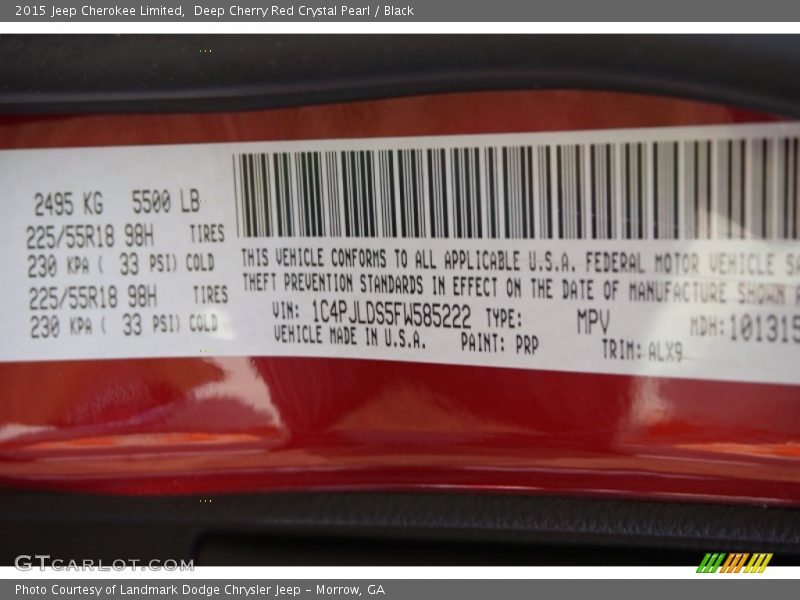 2015 Jeep Cherokee Limited, Deep Cherry Red Crystal Pearl / Black
2495 KG 5500 LB
225/55R18 98H TIRES
230 KPA ( 33 PSI) COLD
225/55R18 98H TIRES
230 KPA ( 33 PSI) COLD
THIS VEHICLE CONFORMS TO ALL APPLICABLE U.S.A. FEDERAL MOTOR VEHICLE SA
THEFT PREVENTION STANDARDS IN EFFECT ON THE DATE OF MANUFACTURE SHOWN A
VIN: 1C4PJLDS5FW585222 TYPE: MPV MDH: 101315
VEHICLE MADE IN U.S.A. PAINT: PRP TRIM: ALX9
GTCARLOT.COM
Photo Courtesy of Landmark Dodge Chrysler Jeep – Morrow, GA